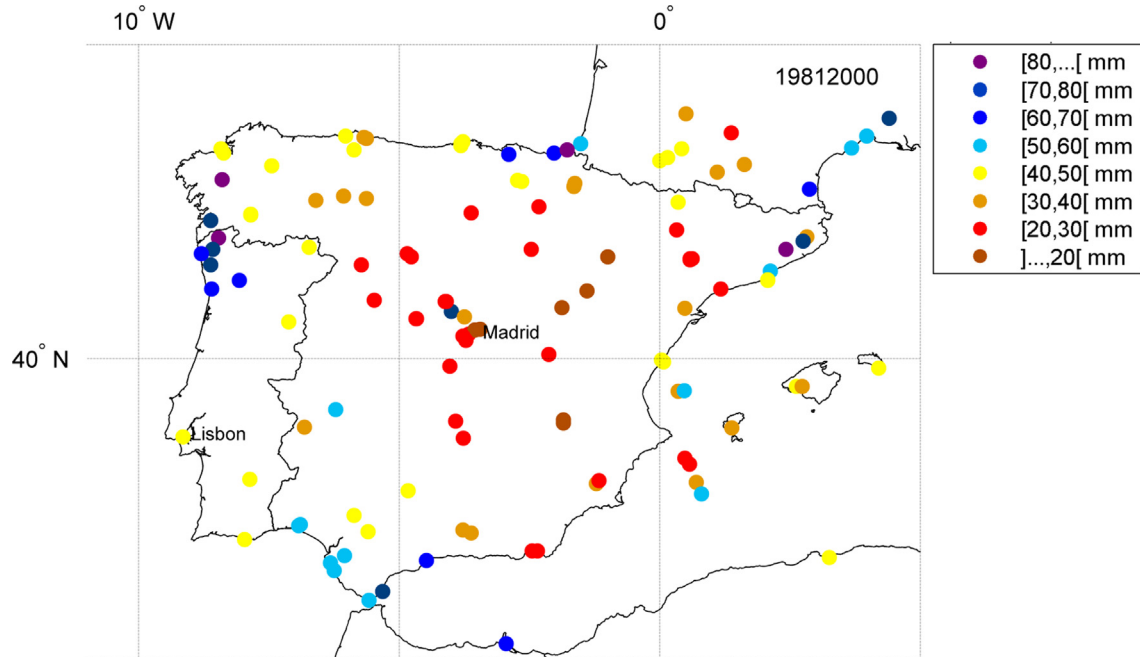 10° W
0°
19812000
[80,...[ mm
[70,80[ mm
[60,70[ mm
[50,60[ mm
[40,50[ mm
[30,40[ mm
[20,30[ mm
]...,20[ mm
Madrid
40° N
Lisbon